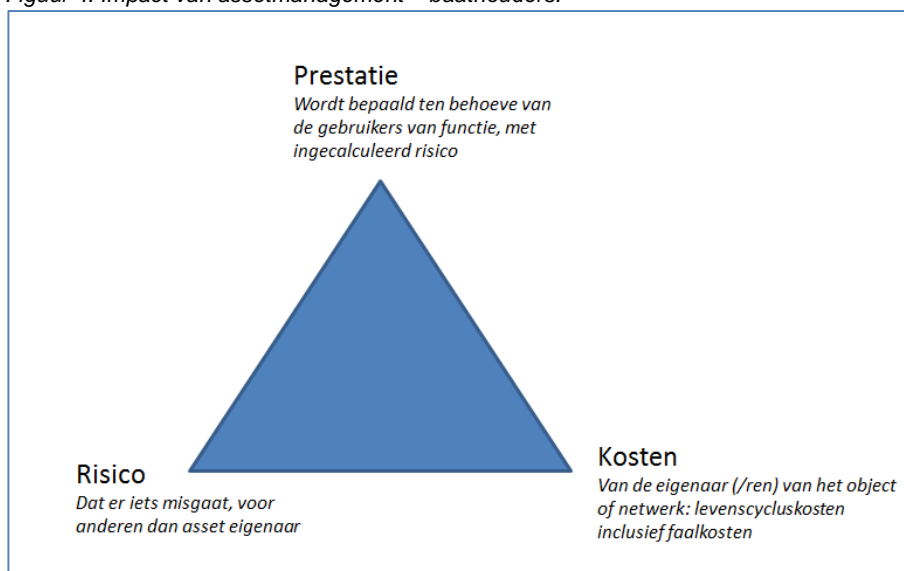 Prestatie
Wordt bepaald ten behoeve van
de gebruikers van functie, met
ingecalculeerd risico
Risico
Dat er iets misgaat, voor
anderen dan asset eigenaar
Kosten
Van de eigenaar (/ren) van het object
of netwerk: levenscycluskosten
inclusief faalkosten